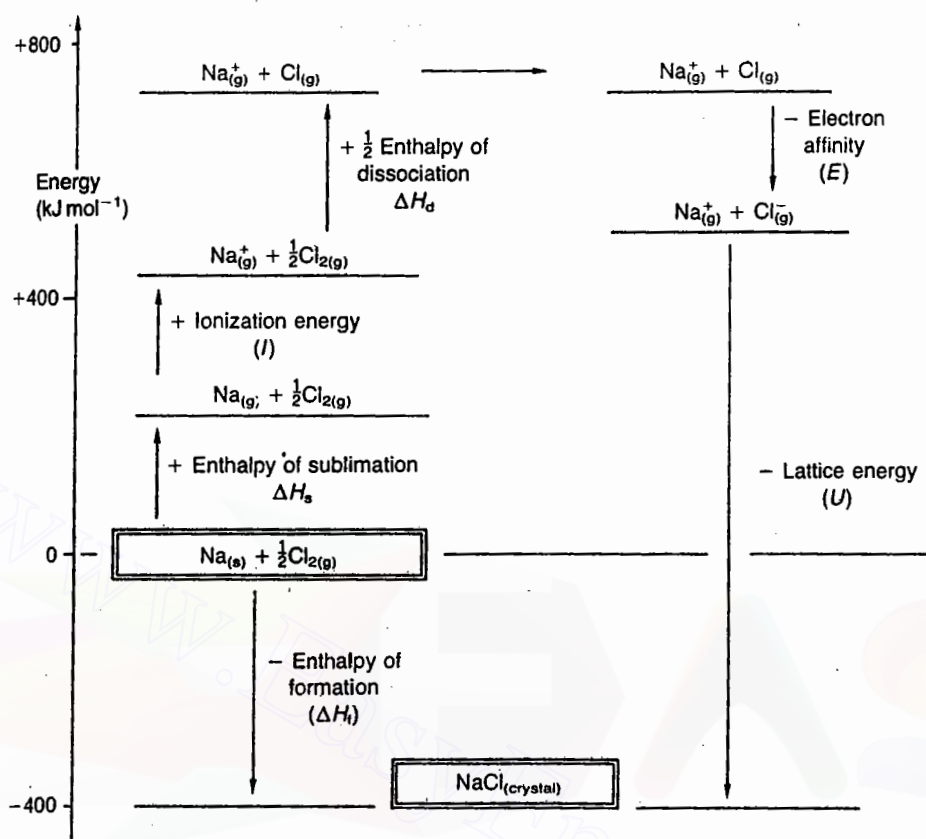 +800
Na⁺(g) + Cl(g)
Na⁺(g) + Cl(g)
+ ½ Enthalpy of
dissociation
ΔHd
− Electron
affinity
(E)
Energy
(kJ mol⁻¹)
Na⁺(g) + Cl⁻(g)
Na⁺(g) + ½Cl2(g)
+400
+ Ionization energy
(I)
Na(g; + ½Cl2(g)
+ Enthalpy of sublimation
ΔHs
− Lattice energy
(U)
0
Na(s) + ½Cl2(g)
− Enthalpy of
formation
(ΔHf)
NaCl(crystal)
−400